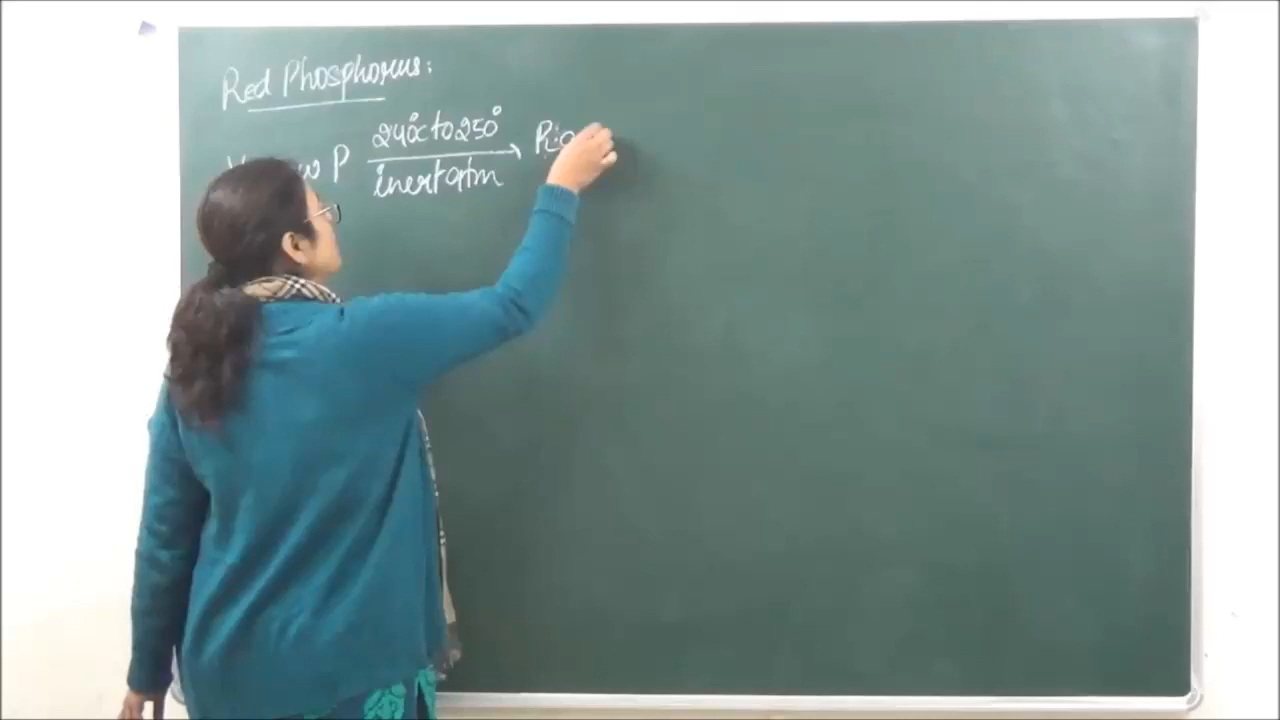 Red Phosphorus:
P 240°C to 250°
inert atm